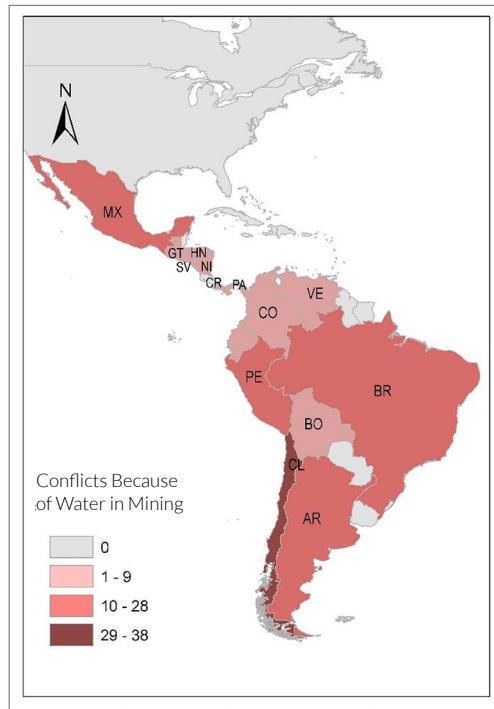 N
MX
GT HN
SV NI
CR PA
VE
CO
PE
BR
BO
CL
AR
Conflicts Because
of Water in Mining
0
1 - 9
10 - 28
29 - 38